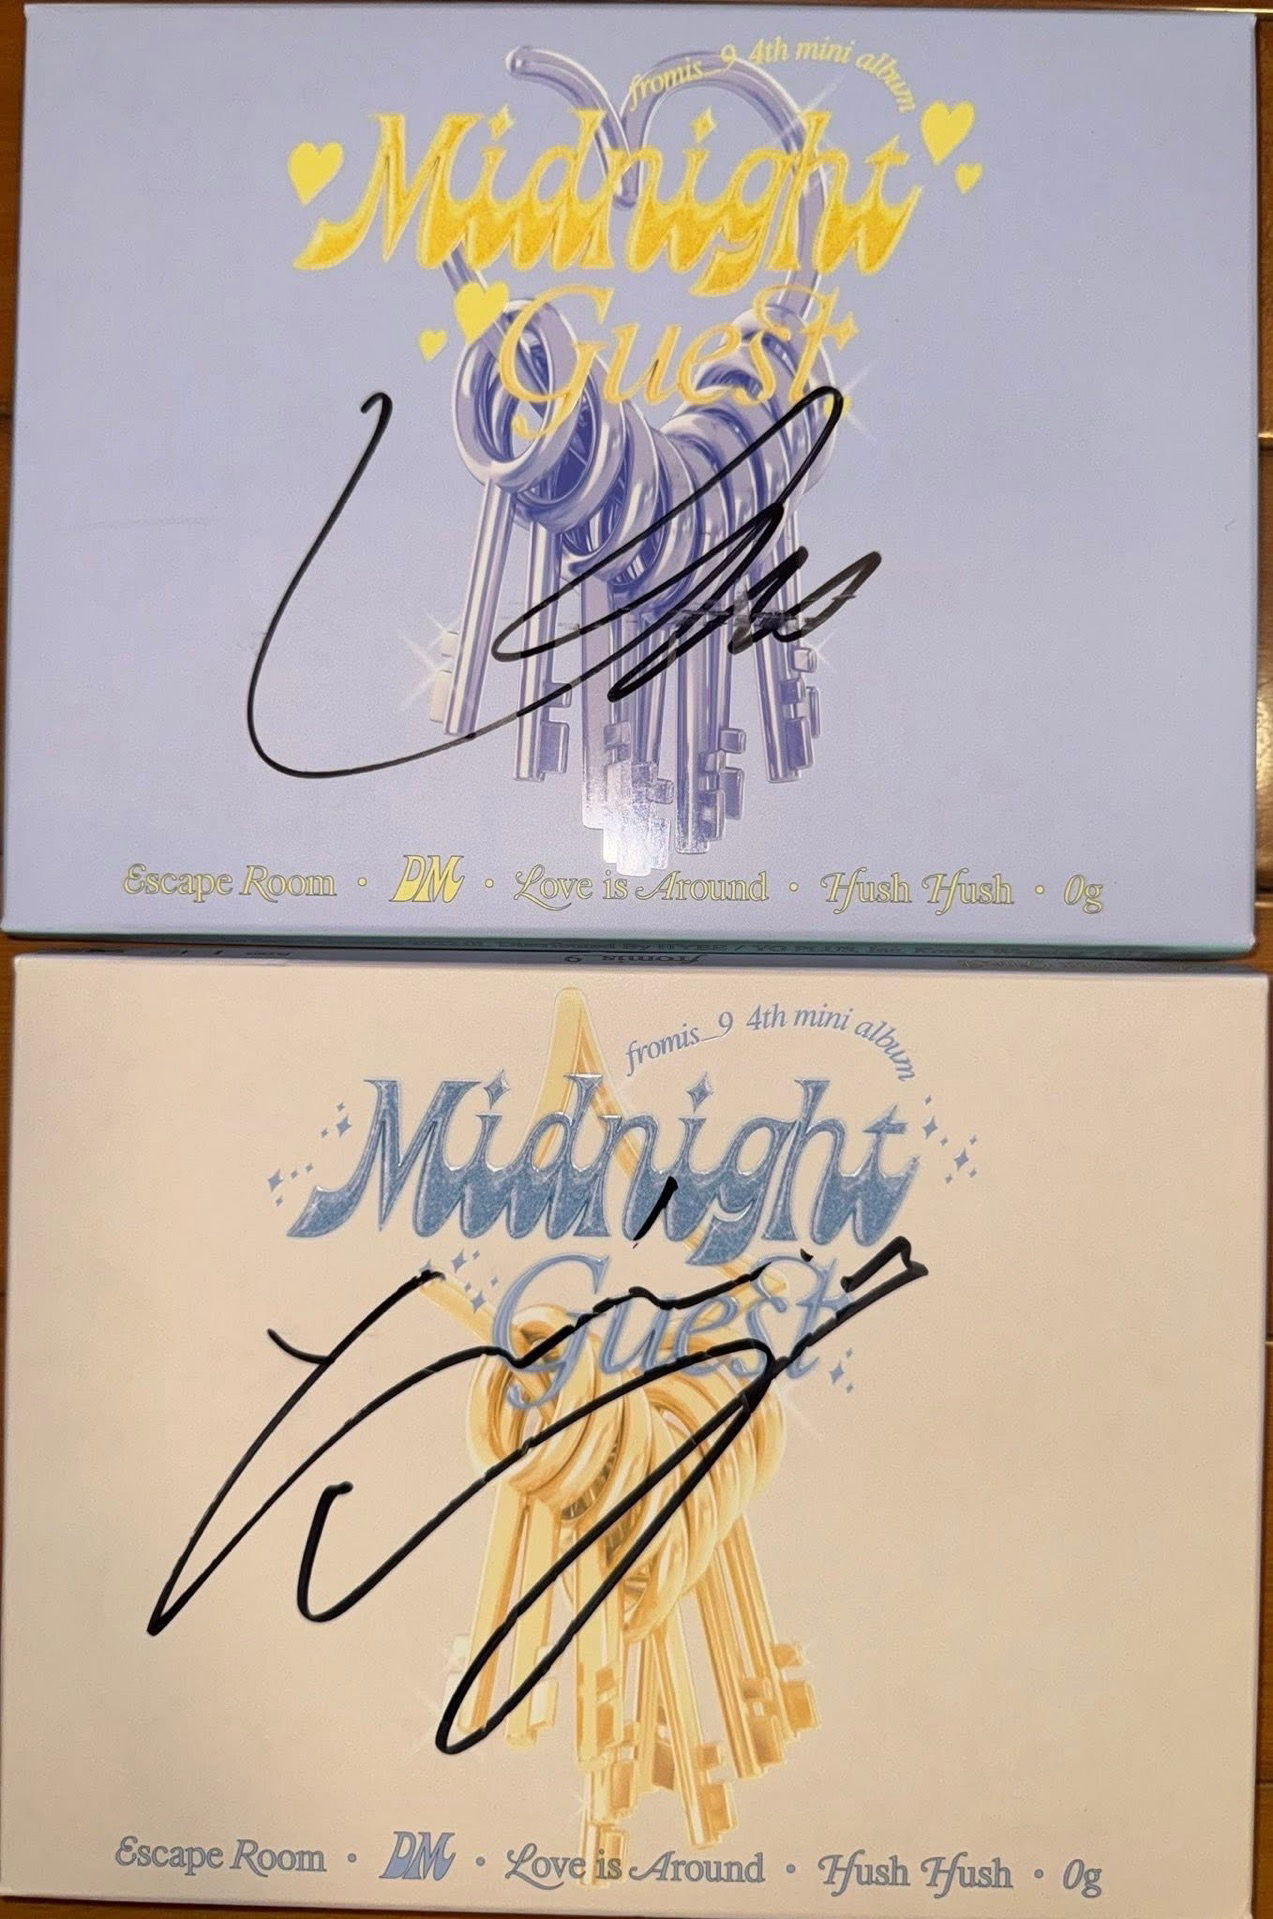 fromis_9 4th mini album
Midnight
Guest
Escape Room · DM · Love is Around · Hush Hush · 0g
fromis_9
fromis_9 4th mini album
Midnight
Guest
Escape Room · DM · Love is Around · Hush Hush · 0g